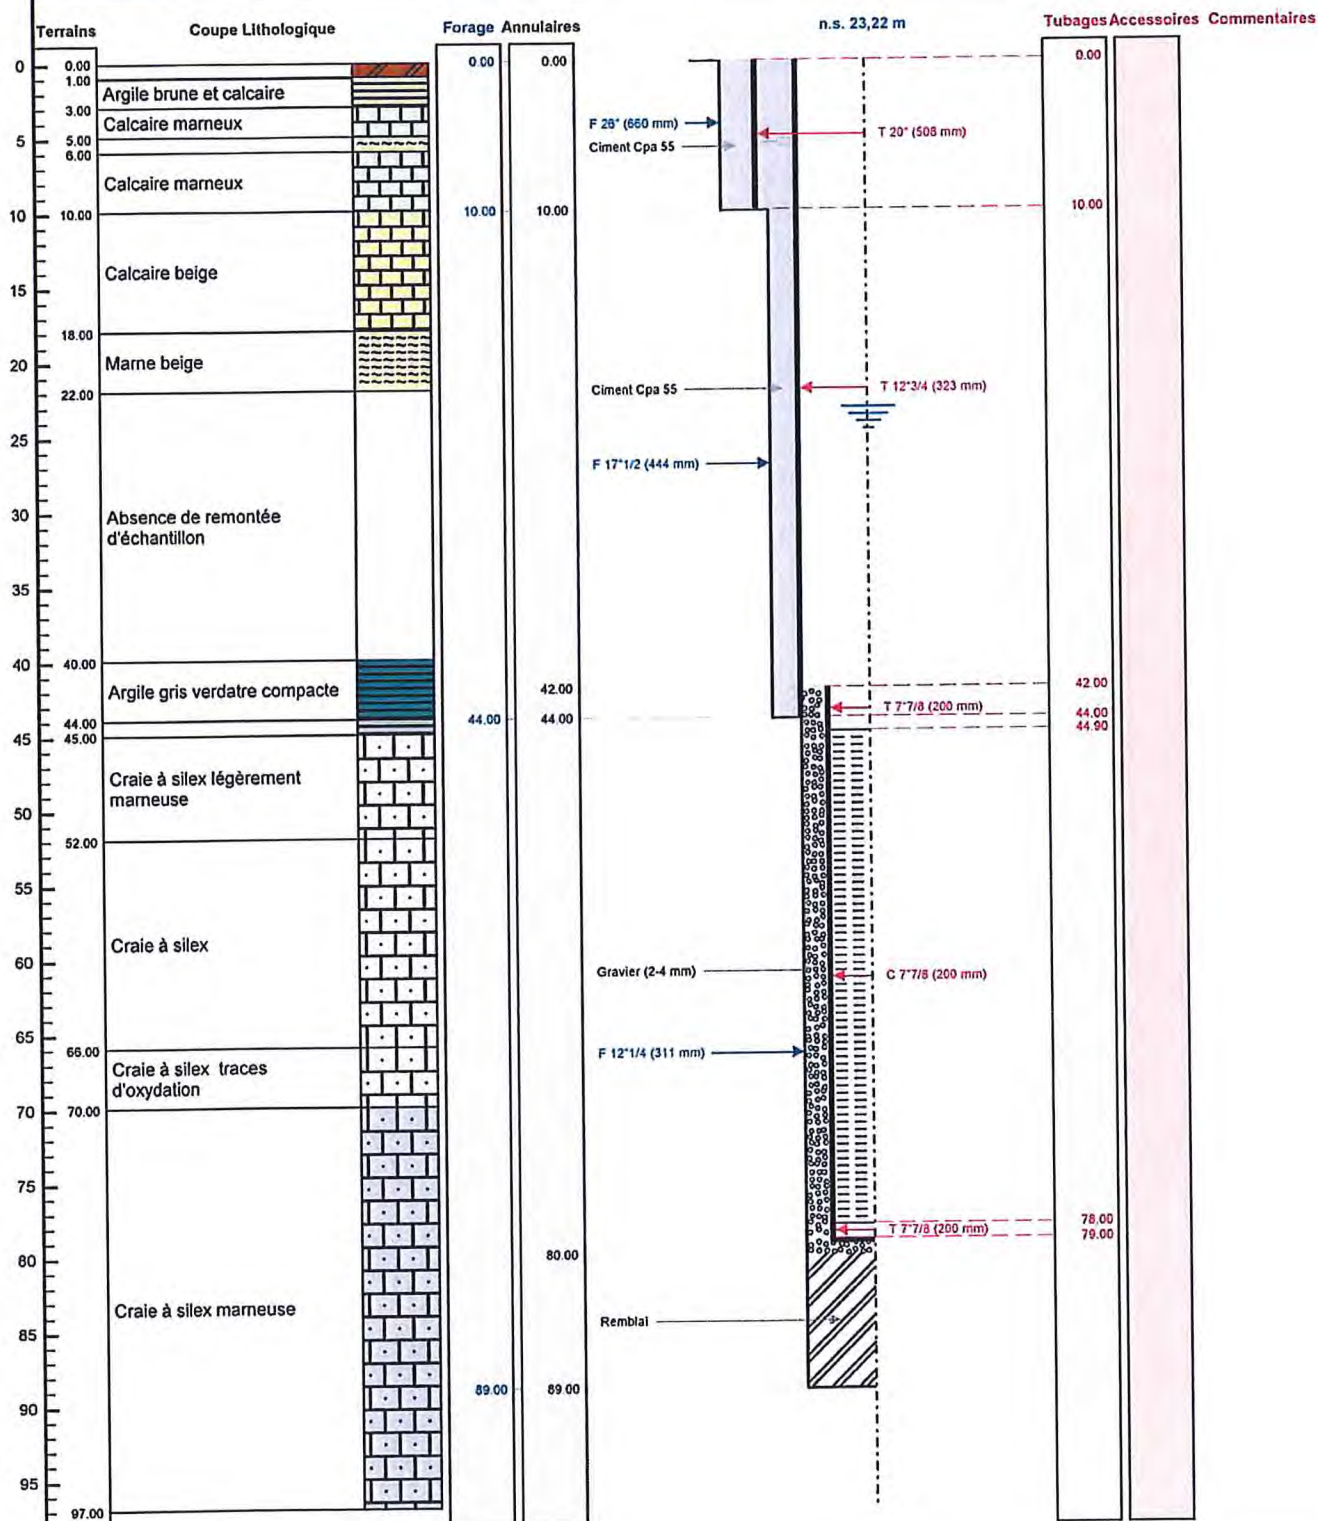 Terrains Coupe Lithologique Forage Annulaires n.s. 23,22 m Tubages Accessoires Commentaires
0 0.00 0.00 0.00 0.00
1.00
Argile brune et calcaire
3.00
Calcaire marneux
F 26" (660 mm) T 20" (508 mm)
5 5.00
Ciment Cpa 55
6.00
Calcaire marneux
10 10.00 10.00 10.00 10.00
Calcaire beige
15
18.00
Marne beige
20
Ciment Cpa 55 T 12"3/4 (323 mm)
22.00
25
F 17"1/2 (444 mm)
30
Absence de remontée
d'échantillon
35
40 40.00
Argile gris verdatre compacte
42.00 42.00
T 7"7/8 (200 mm)
44.00 44.00 44.00 44.00
44.90
45 45.00
Craie à silex légèrement
marneuse
50
52.00
55
Craie à silex
60
Gravier (2-4 mm) C 7"7/8 (200 mm)
65
66.00
F 12"1/4 (311 mm)
Craie à silex traces
d'oxydation
70 70.00
75
78.00
T 7"7/8 (200 mm)
79.00
80 80.00
Craie à silex marneuse
Remblai
85
89.00 89.00
90
95
97.00